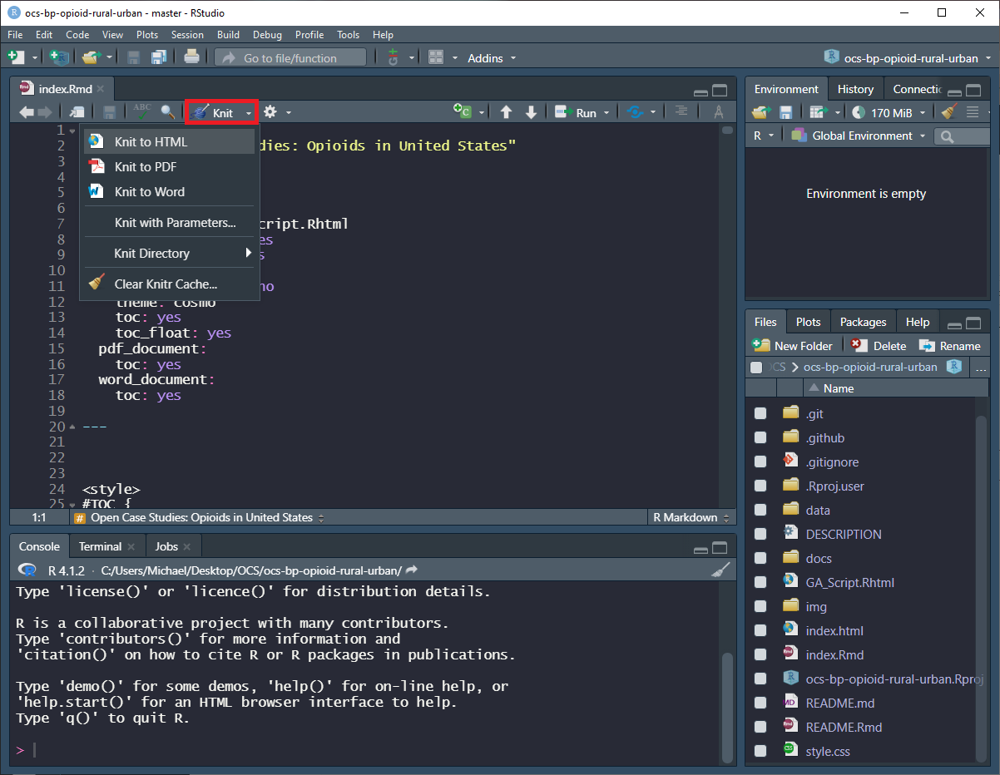 ocs-bp-opioid-rural-urban - master - RStudio
File Edit Code View Plots Session Build Debug Profile Tools Help
Go to file/function Addins ocs-bp-opioid-rural-urban
index.Rmd
ABC Knit Run
Knit to HTML
Knit to PDF
Knit to Word
Knit with Parameters...
Knit Directory
Clear Knitr Cache...
1
2 dies: Opioids in United States"
3
4
5
6
7 cript.Rhtml
8 es
9 s
10
11 no
12 theme: cosmo
13 toc: yes
14 toc_float: yes
15 pdf_document:
16 toc: yes
17 word_document:
18 toc: yes
19
20 ---
21
22
23
24 <style>
25 #TOC {
1:1 # Open Case Studies: Opioids in United States R Markdown
Console Terminal Jobs
R 4.1.2 · C:/Users/Michael/Desktop/OCS/ocs-bp-opioid-rural-urban/
Type 'license()' or 'licence()' for distribution details.
R is a collaborative project with many contributors.
Type 'contributors()' for more information and
'citation()' on how to cite R or R packages in publications.
Type 'demo()' for some demos, 'help()' for on-line help, or
'help.start()' for an HTML browser interface to help.
Type 'q()' to quit R.
>
Environment History Connectic
170 MiB
R Global Environment
Environment is empty
Files Plots Packages Help
New Folder Delete Rename
OCS ocs-bp-opioid-rural-urban ...
Name
.git
.github
.gitignore
.Rproj.user
data
DESCRIPTION
docs
GA_Script.Rhtml
img
index.html
index.Rmd
ocs-bp-opioid-rural-urban.Rproj
README.md
README.Rmd
style.css